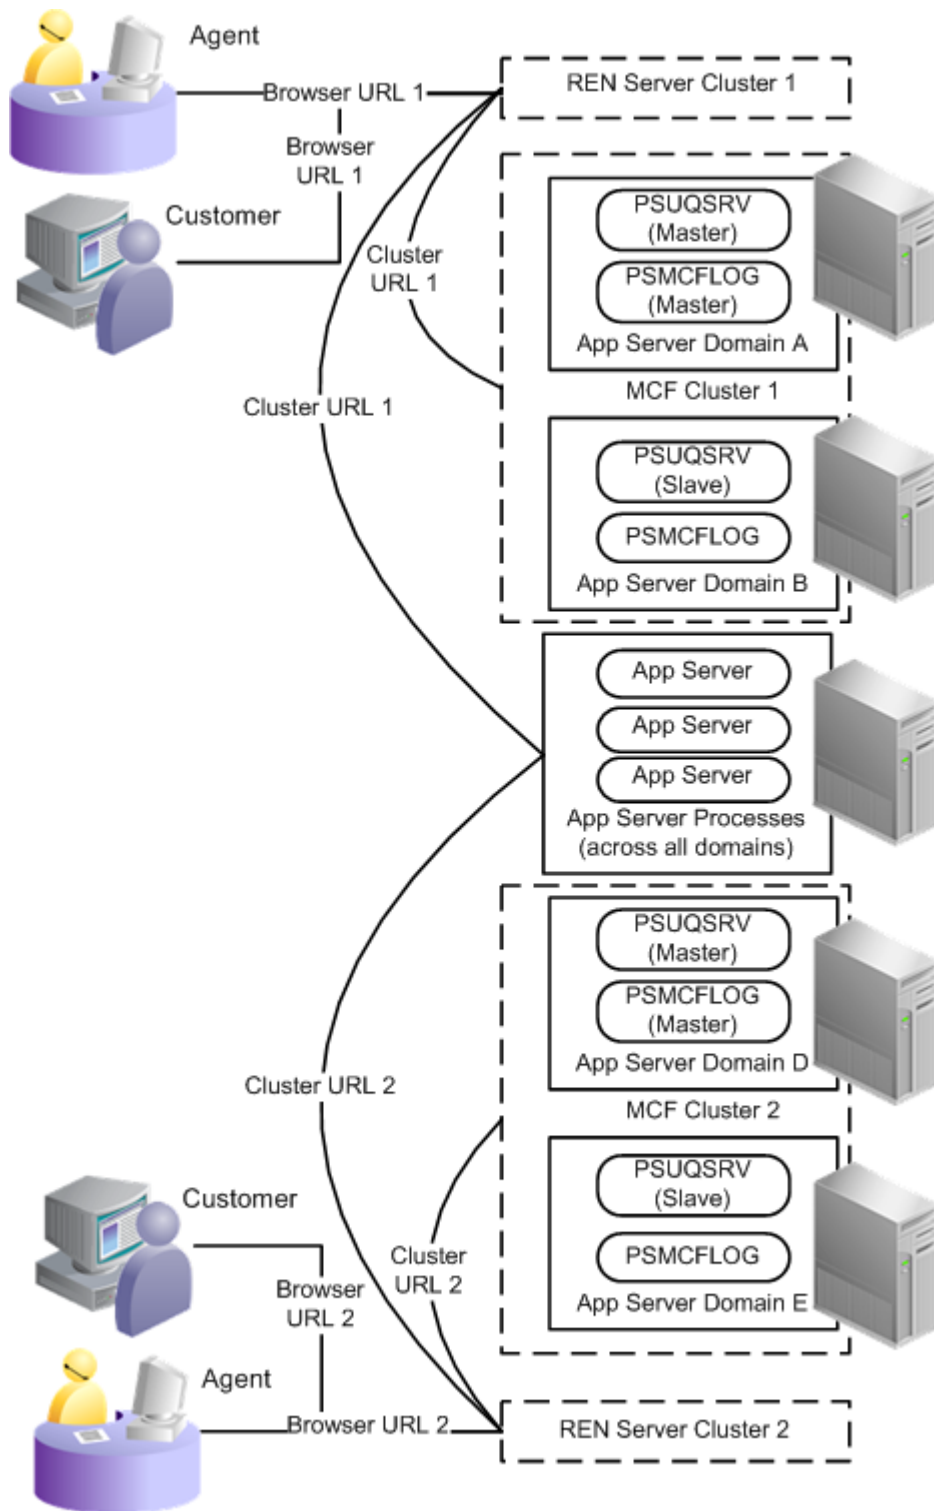 Agent
Browser URL 1
REN Server Cluster 1
Browser
URL 1
Customer
Cluster
URL 1
PSUQSRV
(Master)
PSMCFLOG
(Master)
App Server Domain A
MCF Cluster 1
Cluster URL 1
PSUQSRV
(Slave)
PSMCFLOG
App Server Domain B
App Server
App Server
App Server
App Server Processes
(across all domains)
PSUQSRV
(Master)
PSMCFLOG
(Master)
App Server Domain D
Cluster URL 2
MCF Cluster 2
PSUQSRV
(Slave)
PSMCFLOG
App Server Domain E
Customer
Cluster
URL 2
Browser
URL 2
Agent
Browser URL 2
REN Server Cluster 2